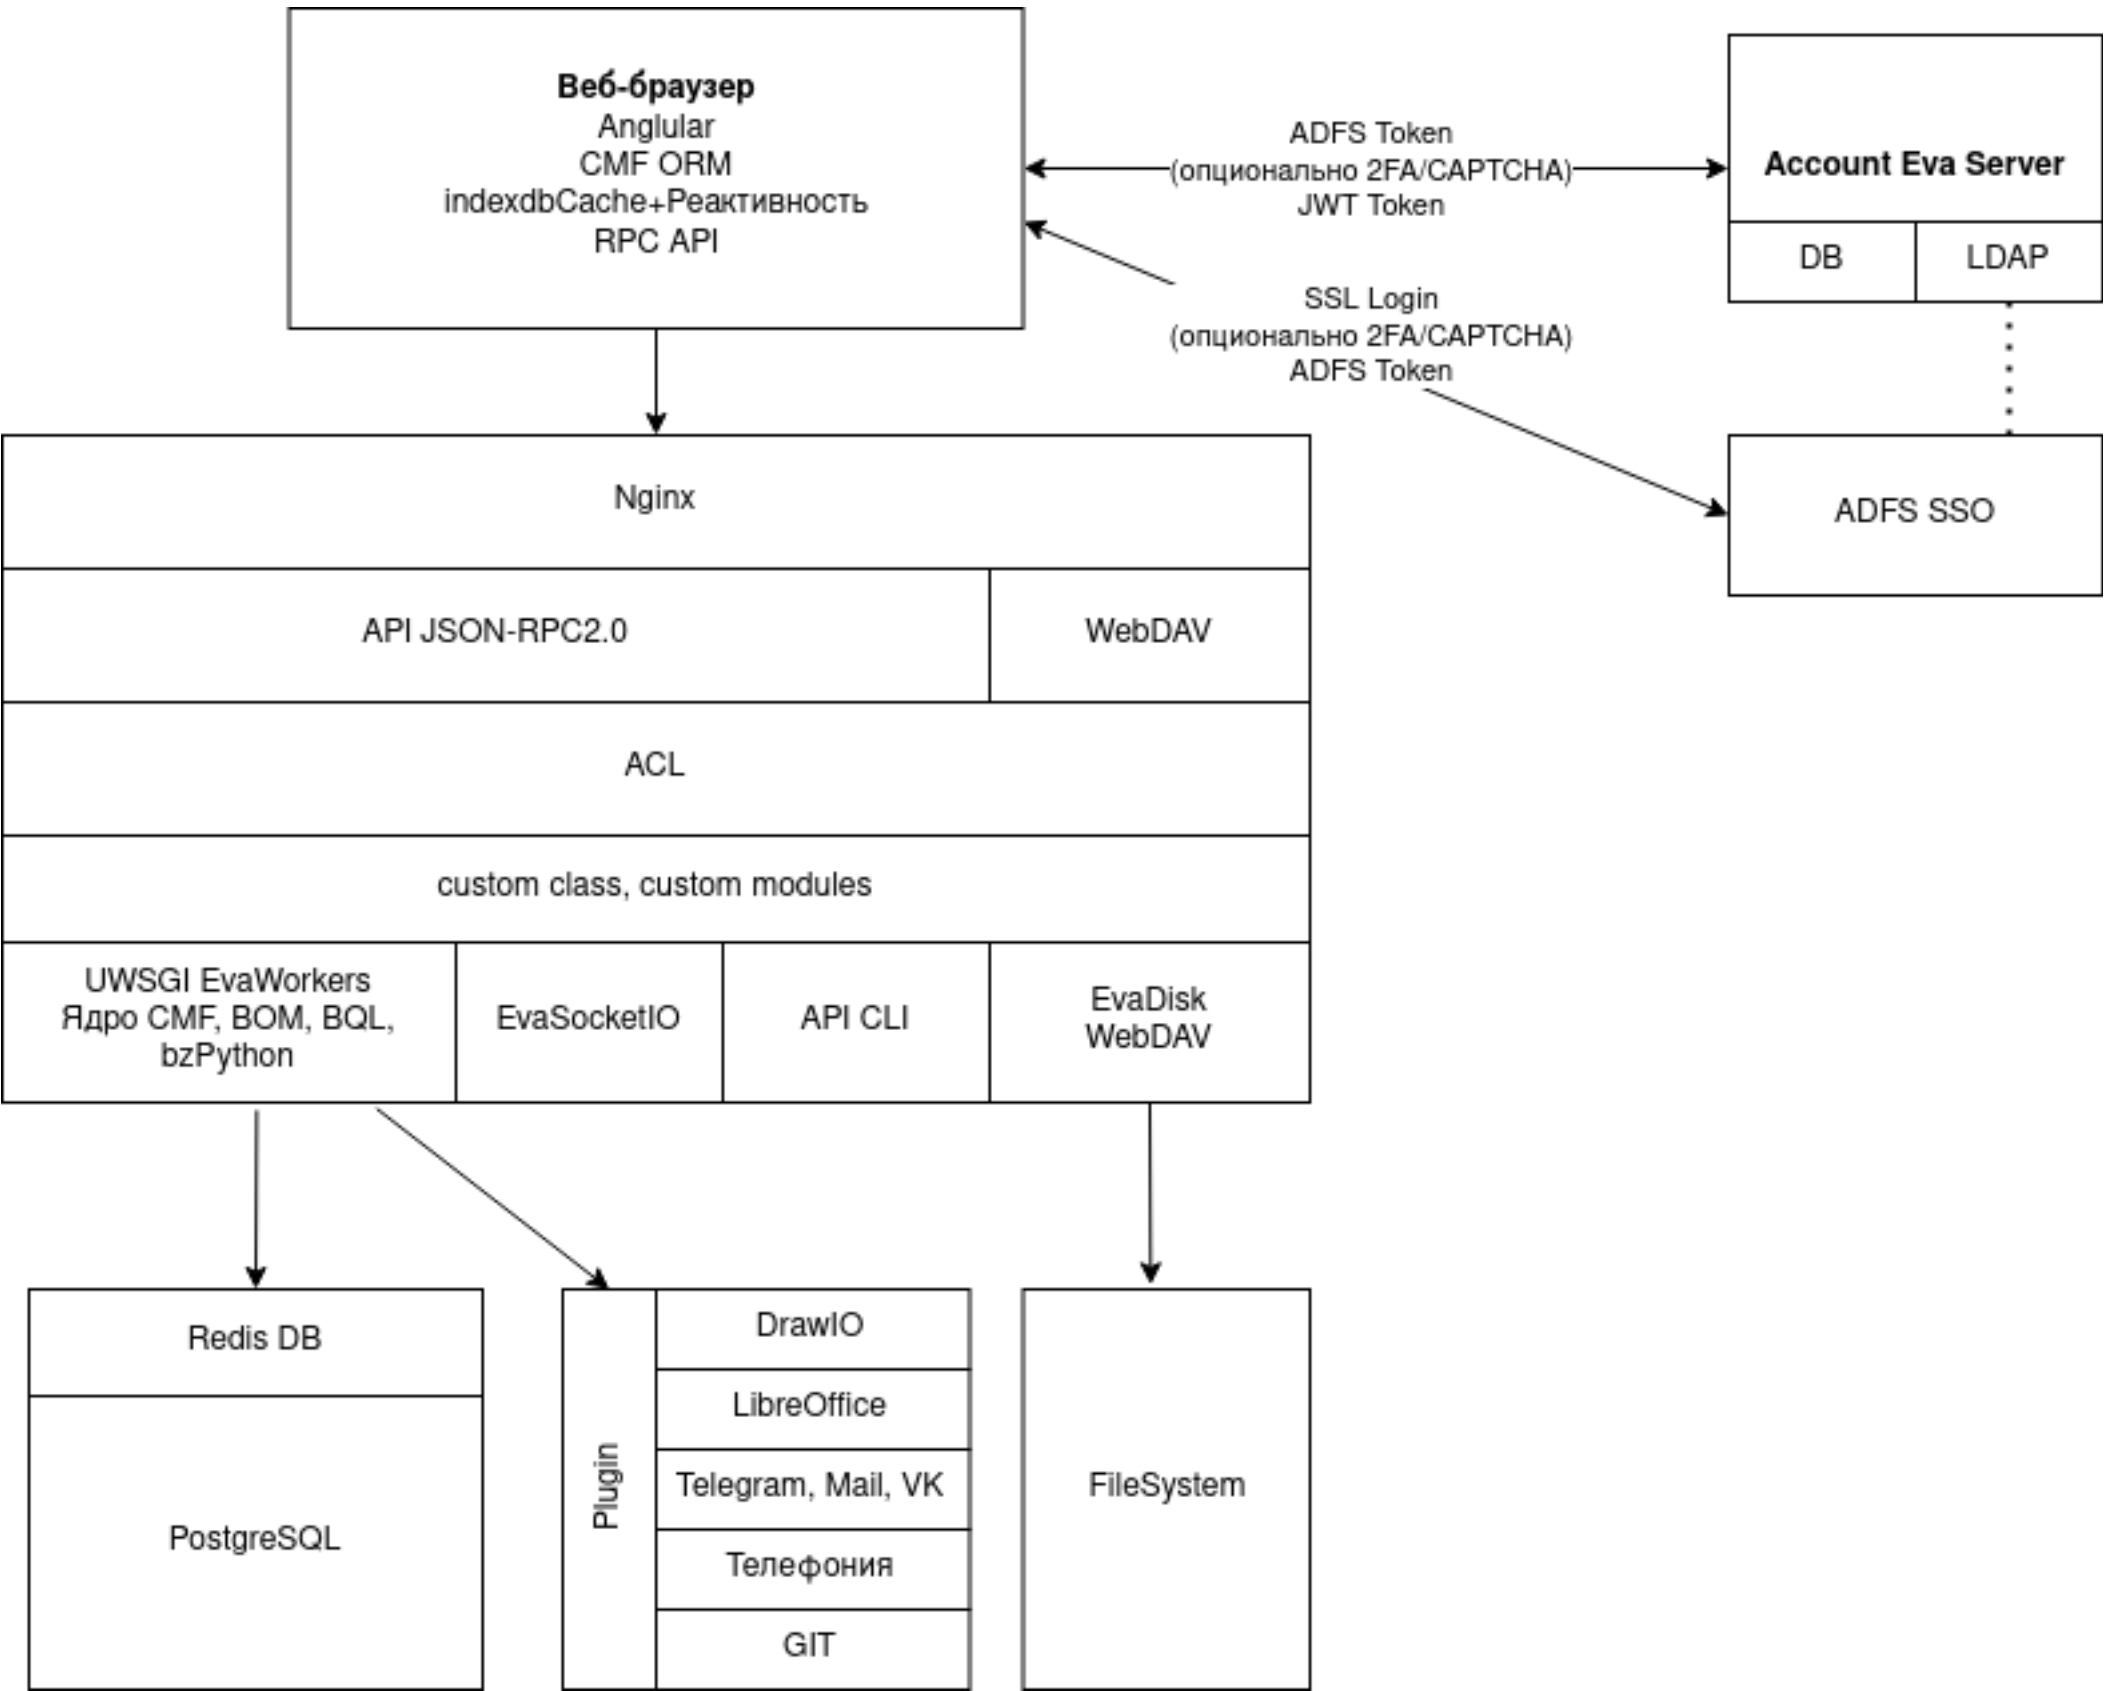 Веб-браузер
Anglular
CMF ORM
indexdbCache+Реактивность
RPC API
ADFS Token
(опционально 2FA/CAPTCHA)
JWT Token
Account Eva Server
DB
LDAP
SSL Login
(опционально 2FA/CAPTCHA)
ADFS Token
ADFS SSO
Nginx
API JSON-RPC2.0
WebDAV
ACL
custom class, custom modules
UWSGI EvaWorkers
Ядро CMF, BOM, BQL,
bzPython
EvaSocketIO
API CLI
EvaDisk
WebDAV
Redis DB
PostgreSQL
Plugin
DrawIO
LibreOffice
Telegram, Mail, VK
Телефония
GIT
FileSystem